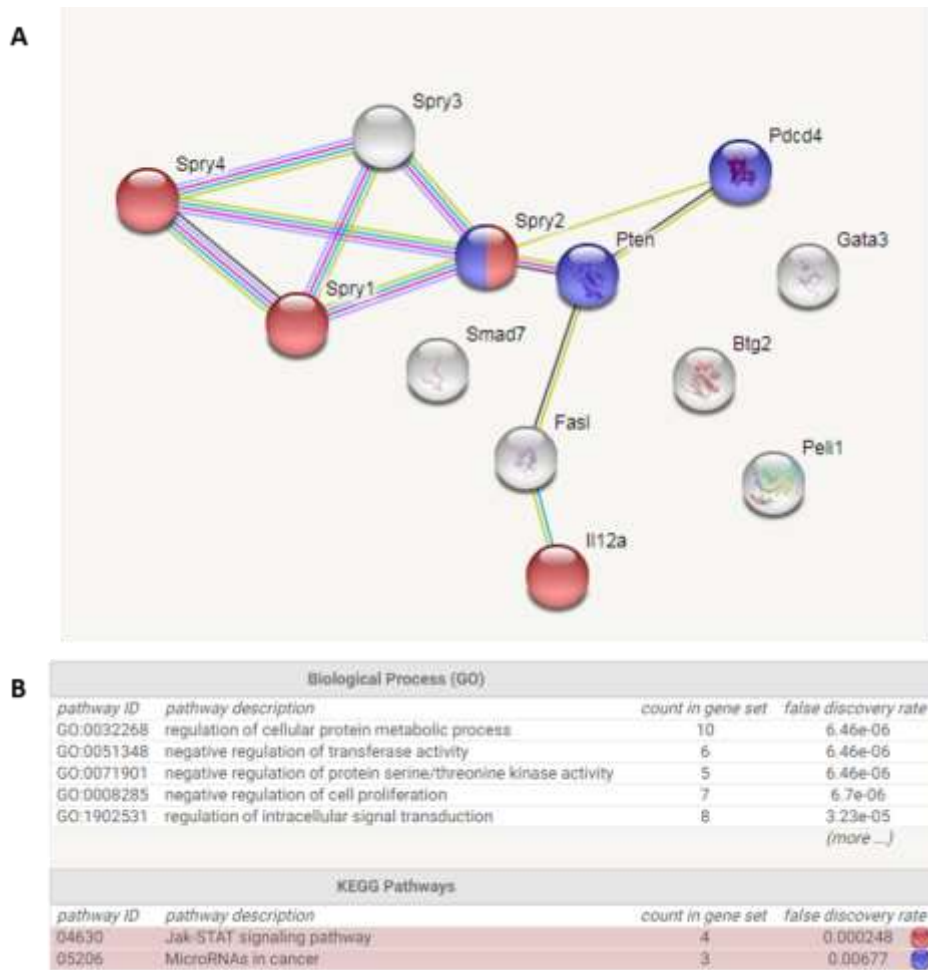 A
Spry3
Pdcd4
Spry4
Spry2
Pten
Gata3
Spry1
Smad7
Btg2
Fasl
Peli1
Il12a
B
Biological Process (GO)
pathway ID pathway description count in gene set false discovery rate
GO:0032268 regulation of cellular protein metabolic process 10 6.46e-06
GO:0051348 negative regulation of transferase activity 6 6.46e-06
GO:0071901 negative regulation of protein serine/threonine kinase activity 5 6.46e-06
GO:0008285 negative regulation of cell proliferation 7 6.7e-06
GO:1902531 regulation of intracellular signal transduction 8 3.23e-05
(more ...)
KEGG Pathways
pathway ID pathway description count in gene set false discovery rate
04630 Jak-STAT signaling pathway 4 0.000248
05206 MicroRNAs in cancer 3 0.00677